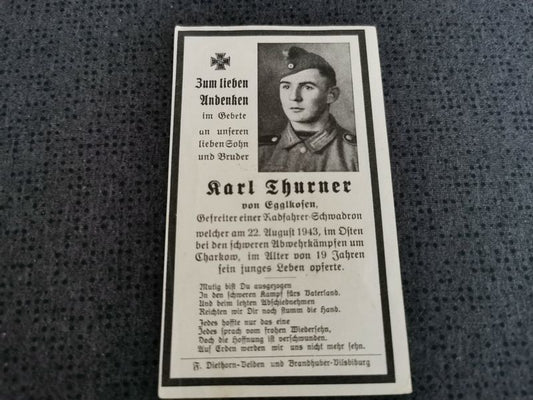 Zum lieben
Andenken
im Gebete
an unseren
lieben Sohn
und Bruder
Karl Thurner
von Egglkofen,
Gefreiter einer Radfahrer-Schwadron
welcher am 22. August 1943, im Osten
bei den schweren Abwehrkämpfen um
Charkow, im Alter von 19 Jahren
sein junges Leben opferte.
Mutig bist Du ausgezogen
In den schweren Kampf fürs Vaterland.
Und beim letzten Abschiednehmen
Reichten wir Dir noch stumm die Hand.
Jedes hoffte nur das eine
Jedes sprach vom frohen Wiedersehn,
Doch die Hoffnung ist verschwunden.
Auf Erden werden wir uns nicht mehr sehn.
F. Diethorn-Velden und Brandhuber-Vilsbiburg